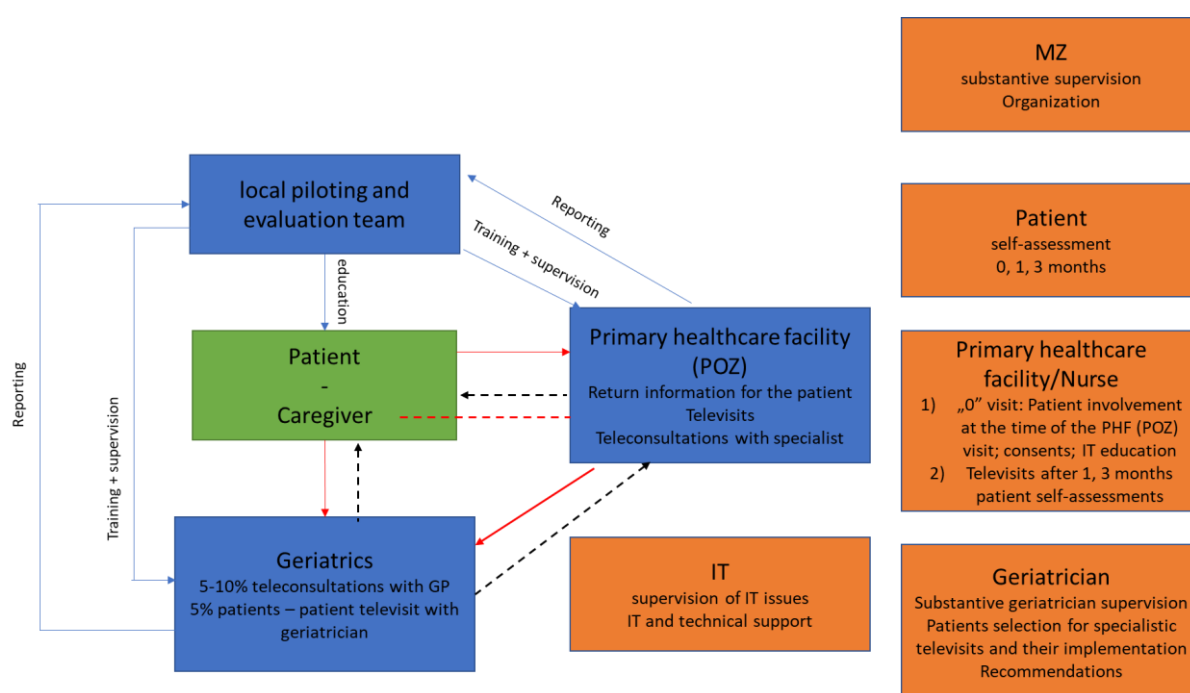 MZ
substantive supervision
Organization
local piloting and
evaluation team
Reporting
Training + supervision
education
Patient
self-assessment
0, 1, 3 months
Patient
-
Caregiver
Primary healthcare facility
(POZ)
Return information for the patient
Televisits
Teleconsultations with specialist
Primary healthcare
facility/Nurse
1) „0” visit: Patient involvement
at the time of the PHF (POZ)
visit; consents; IT education
2) Televisits after 1, 3 months
patient self-assessments
Reporting
Training + supervision
Geriatrics
5-10% teleconsultations with GP
5% patients – patient televisit with
geriatrician
IT
supervision of IT issues
IT and technical support
Geriatrician
Substantive geriatrician supervision
Patients selection for specialistic
televisits and their implementation
Recommendations